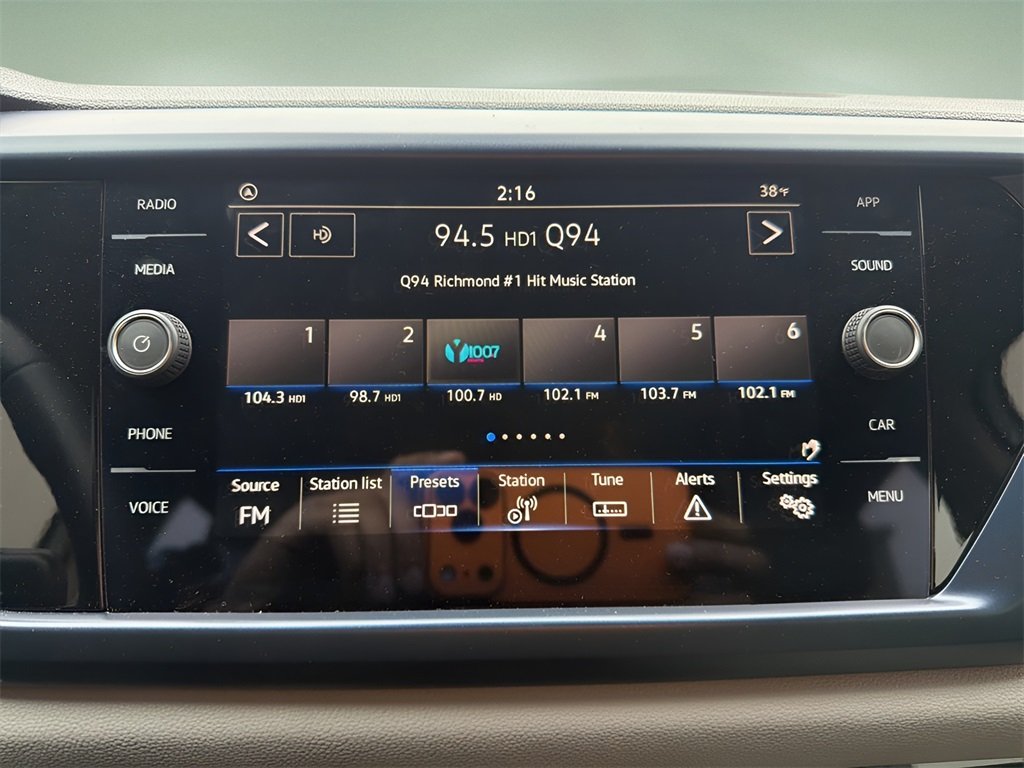 RADIO
MEDIA
PHONE
VOICE
2:16
38°F
94.5 HD1 Q94
Q94 Richmond #1 Hit Music Station
1
2
Y1007
4
5
6
104.3 HD1
98.7 HD1
100.7 HD
102.1 FM
103.7 FM
102.1 FM
Source
FM
Station list
Presets
Station
Tune
Alerts
Settings
APP
SOUND
CAR
MENU